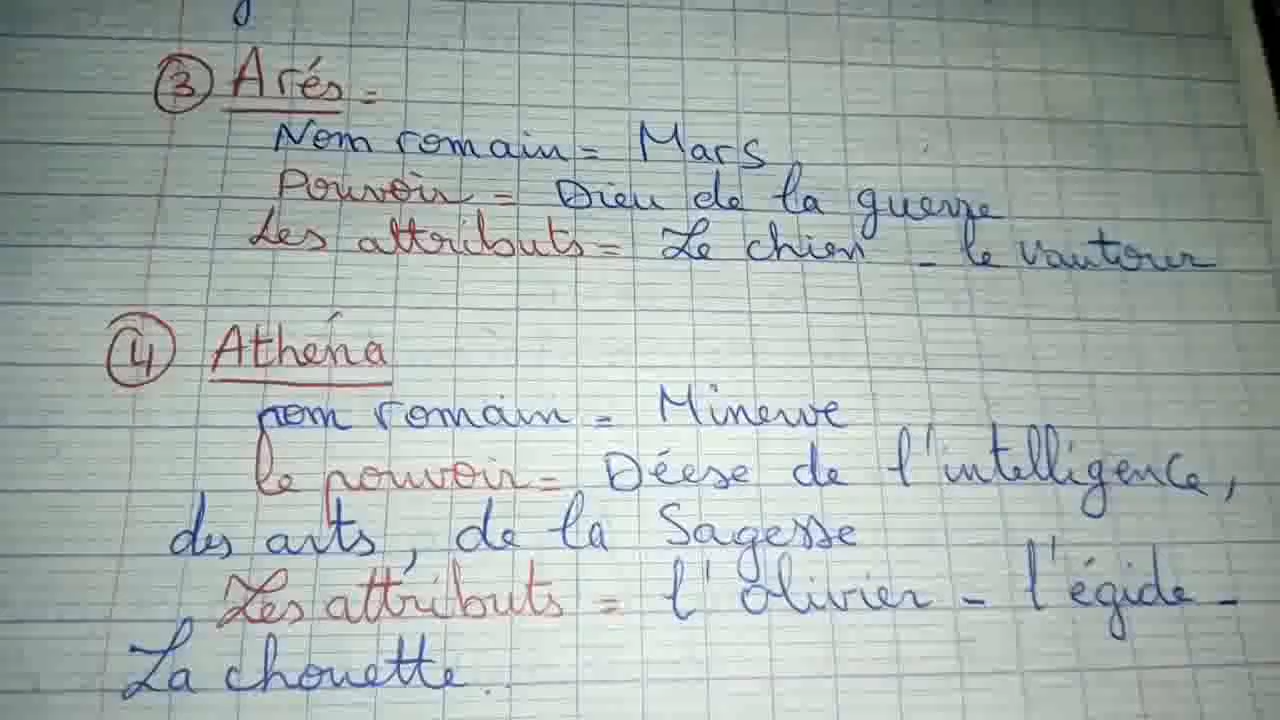 ③ Arés =
Nom romain = Mars
Pouvoir = Dieu de la guerre
Les attributs = Le chien - le vautour
④ Athéna
nom romain = Minerve
le pouvoir = Déese de l'intelligence,
des arts, de la Sagesse
Les attributs = l'olivier - l'égide -
La chouette.